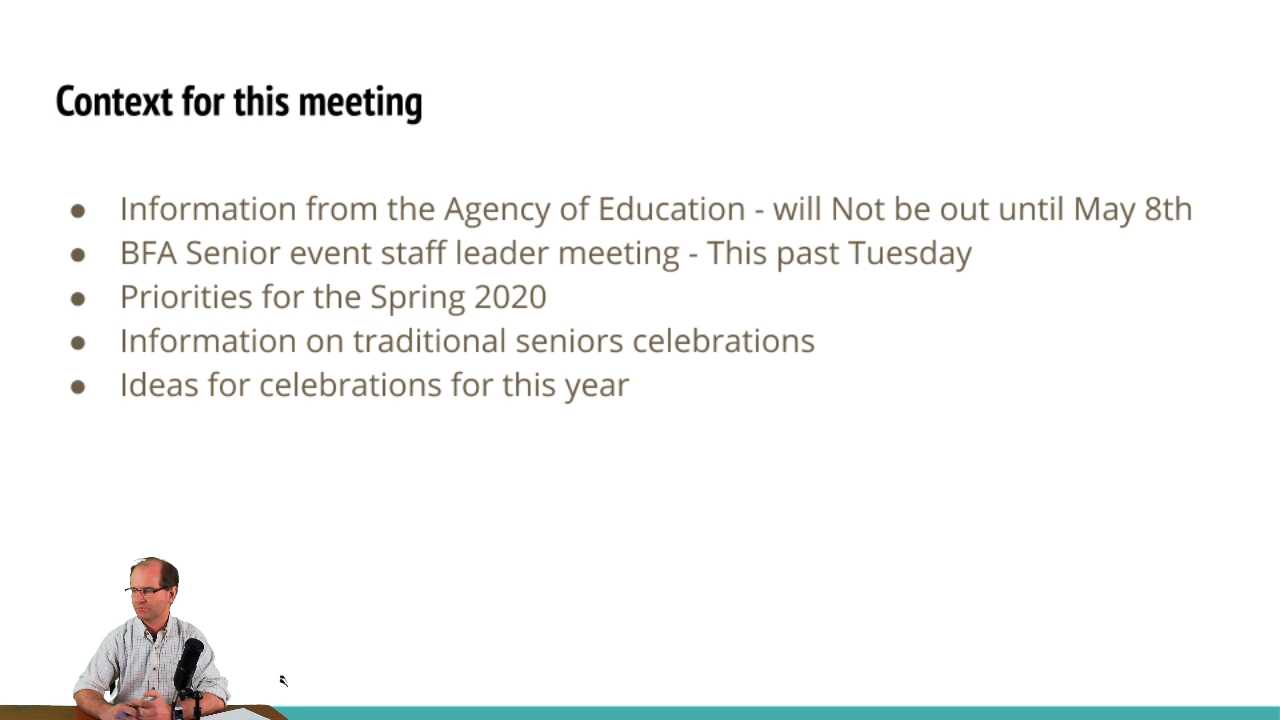 Context for this meeting
● Information from the Agency of Education - will Not be out until May 8th
● BFA Senior event staff leader meeting - This past Tuesday
● Priorities for the Spring 2020
● Information on traditional seniors celebrations
● Ideas for celebrations for this year